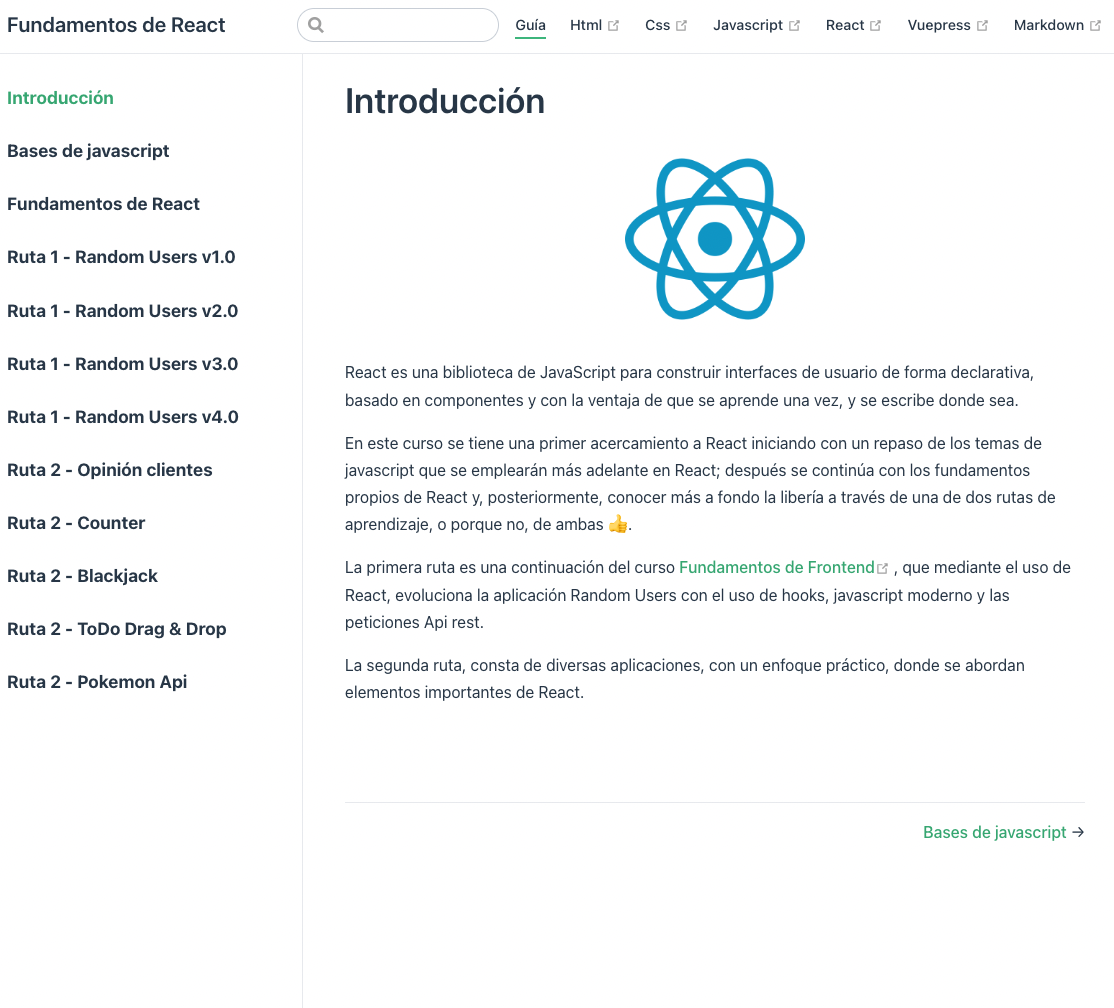 Fundamentos de React
Guía Html Css Javascript React Vuepress Markdown
Introducción
Bases de javascript
Fundamentos de React
Ruta 1 - Random Users v1.0
Ruta 1 - Random Users v2.0
Ruta 1 - Random Users v3.0
Ruta 1 - Random Users v4.0
Ruta 2 - Opinión clientes
Ruta 2 - Counter
Ruta 2 - Blackjack
Ruta 2 - ToDo Drag & Drop
Ruta 2 - Pokemon Api
Introducción
React es una biblioteca de JavaScript para construir interfaces de usuario de forma declarativa,
basado en componentes y con la ventaja de que se aprende una vez, y se escribe donde sea.
En este curso se tiene una primer acercamiento a React iniciando con un repaso de los temas de
javascript que se emplearán más adelante en React; después se continúa con los fundamentos
propios de React y, posteriormente, conocer más a fondo la libería a través de una de dos rutas de
aprendizaje, o porque no, de ambas 👍.
La primera ruta es una continuación del curso Fundamentos de Frontend , que mediante el uso de
React, evoluciona la aplicación Random Users con el uso de hooks, javascript moderno y las
peticiones Api rest.
La segunda ruta, consta de diversas aplicaciones, con un enfoque práctico, donde se abordan
elementos importantes de React.
Bases de javascript →